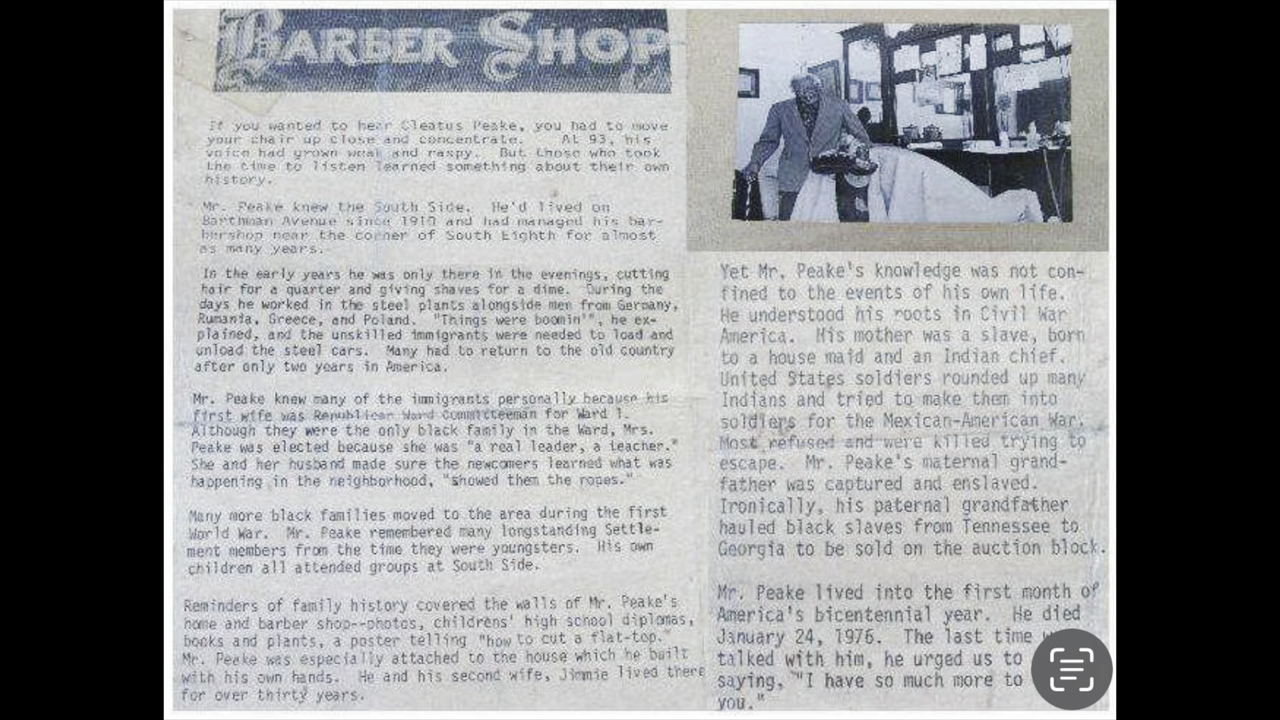 BARBER SHOP
If you wanted to hear Cleatus Peake, you had to move
your chair up close and concentrate. At 93, his
voice had grown weak and raspy. But those who took
the time to listen learned something about their own
history.
Mr. Peake knew the South Side. He'd lived on
Barthman Avenue since 1910 and had managed his bar-
bershop near the corner of South Eighth for almost
as many years.
In the early years he was only there in the evenings, cutting
hair for a quarter and giving shaves for a dime. During the
days he worked in the steel plants alongside men from Germany,
Rumania, Greece, and Poland. "Things were boomin'", he ex-
plained, and the unskilled immigrants were needed to load and
unload the steel cars. Many had to return to the old country
after only two years in America.
Mr. Peake knew many of the immigrants personally because his
first wife was Republican Ward Committeeman for Ward 1.
Although they were the only black family in the Ward, Mrs.
Peake was elected because she was "a real leader, a teacher."
She and her husband made sure the newcomers learned what was
happening in the neighborhood, "showed them the ropes."
Many more black families moved to the area during the first
World War. Mr. Peake remembered many longstanding Settle-
ment members from the time they were youngsters. His own
children all attended groups at South Side.
Reminders of family history covered the walls of Mr. Peake's
home and barber shop--photos, childrens' high school diplomas,
books and plants, a poster telling "how to cut a flat-top."
Mr. Peake was especially attached to the house which he built
with his own hands. He and his second wife, Jimmie lived there
for over thirty years.
Yet Mr. Peake's knowledge was not con-
fined to the events of his own life.
He understood his roots in Civil War
America. His mother was a slave, born
to a house maid and an Indian chief.
United States soldiers rounded up many
Indians and tried to make them into
soldiers for the Mexican-American War.
Most refused and were killed trying to
escape. Mr. Peake's maternal grand-
father was captured and enslaved.
Ironically, his paternal grandfather
hauled black slaves from Tennessee to
Georgia to be sold on the auction block.
Mr. Peake lived into the first month of
America's bicentennial year. He died
January 24, 1976. The last time
talked with him, he urged us to
saying, "I have so much more to
you."